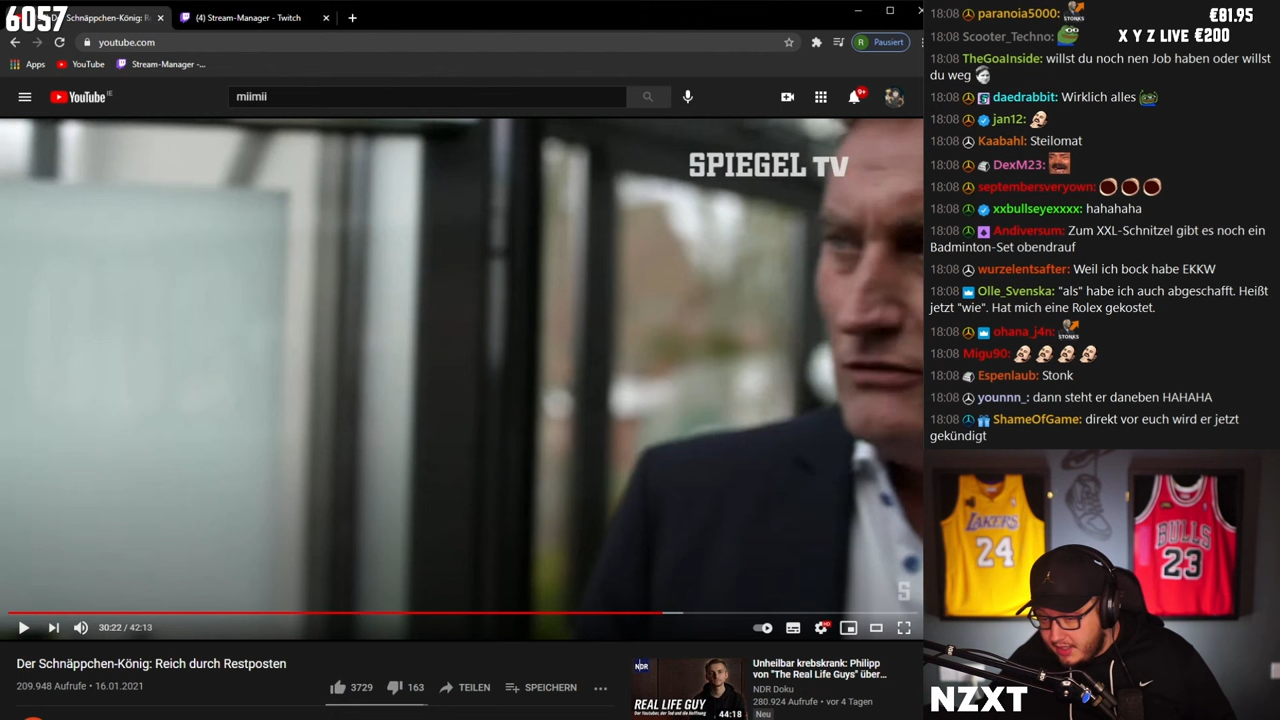 6057
Der Schnäppchen-König: R
(4) Stream-Manager - Twitch
youtube.com
Pausiert
Apps
YouTube
Stream-Manager -...
YouTube IE
miimii
9+
SPIEGEL TV
S
30:22 / 42:13
HD
Der Schnäppchen-König: Reich durch Restposten
209.948 Aufrufe • 16.01.2021
3729
163
TEILEN
SPEICHERN
NDR
REAL LIFE GUY
44:18
Unheilbar krebskrank: Philipp
von "The Real Life Guys" über...
NDR Doku
280.924 Aufrufe • vor 4 Tagen
Neu
€81.95
X Y Z LIVE €200
18:08 paranoia5000: STONKS
18:08 Scooter_Techno:
18:08 TheGoaInside: willst du noch nen Job haben oder willst
du weg
18:08 daedrabbit: Wirklich alles
18:08 jan12:
18:08 Kaabahl: Steilomat
18:08 DexM23:
18:08 septembersveryown:
18:08 xxbullseyexxxx: hahahaha
18:08 Andiversum: Zum XXL-Schnitzel gibt es noch ein
Badminton-Set obendrauf
18:08 wurzelentsafter: Weil ich bock habe EKKW
18:08 Olle_Svenska: "als" habe ich auch abgeschafft. Heißt
jetzt "wie". Hat mich eine Rolex gekostet.
18:08 ohana_j4n: STONKS
18:08 Migu90:
18:08 Espenlaub: Stonk
18:08 younnn_: dann steht er daneben HAHAHA
18:08 ShameOfGame: direkt vor euch wird er jetzt
gekündigt
LAKERS
24
BULLS
23
NZXT